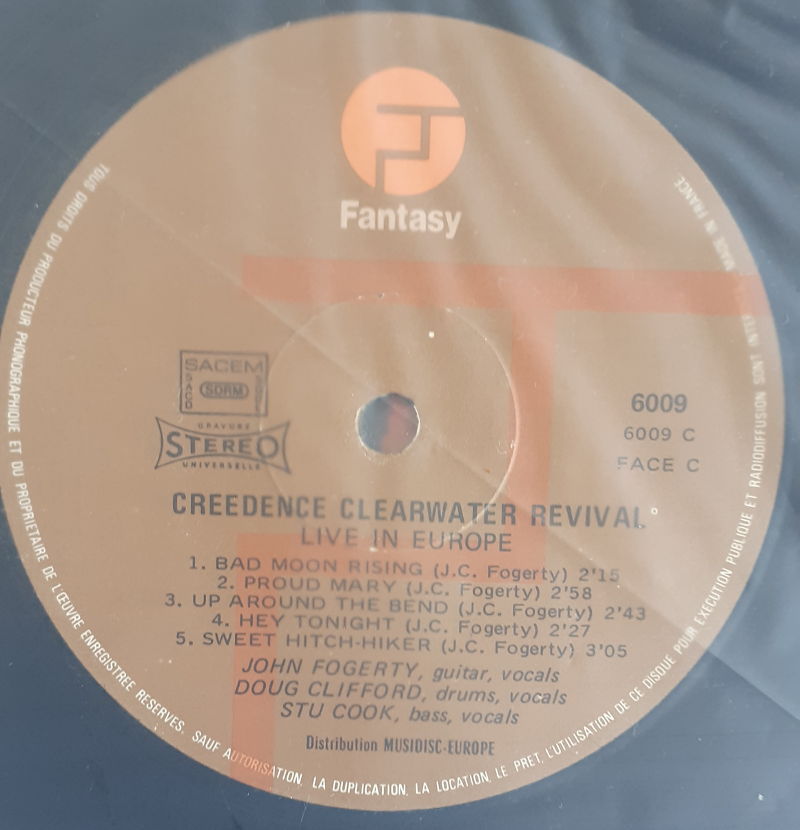 Fantasy
SACEM
SACD
SDRM
GRAVURE
STEREO
UNIVERSELLE
6009
6009 C
FACE C
CREEDENCE CLEARWATER REVIVAL
LIVE IN EUROPE
1. BAD MOON RISING (J.C. Fogerty) 2'15
2. PROUD MARY (J.C. Fogerty) 2'58
3. UP AROUND THE BEND (J.C. Fogerty) 2'43
4. HEY TONIGHT (J.C. Fogerty) 2'27
5. SWEET HITCH-HIKER (J.C. Fogerty) 3'05
JOHN FOGERTY, guitar, vocals
DOUG CLIFFORD, drums, vocals
STU COOK, bass, vocals
Distribution MUSIDISC-EUROPE
TOUS DROITS DU PRODUCTEUR PHONOGRAPHIQUE ET DU PROPRIETAIRE DE L'ŒUVRE ENREGISTREE RESERVES. SAUF AUTORISATION, LA DUPLICATION, LA LOCATION, LE PRET, L'UTILISATION DE CE DISQUE POUR EXECUTION PUBLIQUE ET RADIODIFFUSION SONT MADE IN FRANCE